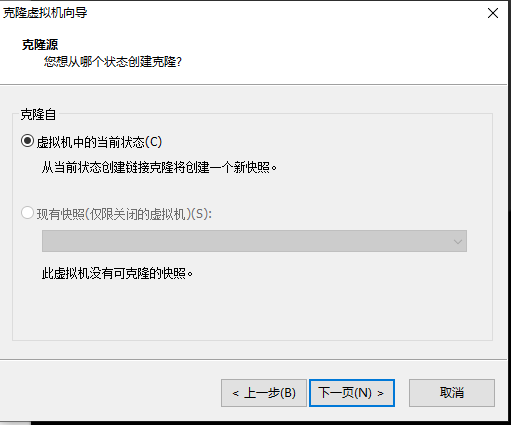 克隆虚拟机向导
克隆源
您想从哪个状态创建克隆?
克隆自
虚拟机中的当前状态(C)
从当前状态创建链接克隆将创建一个新快照。
现有快照(仅限关闭的虚拟机)(S):
此虚拟机没有可克隆的快照。
< 上一步(B) 下一页(N) > 取消